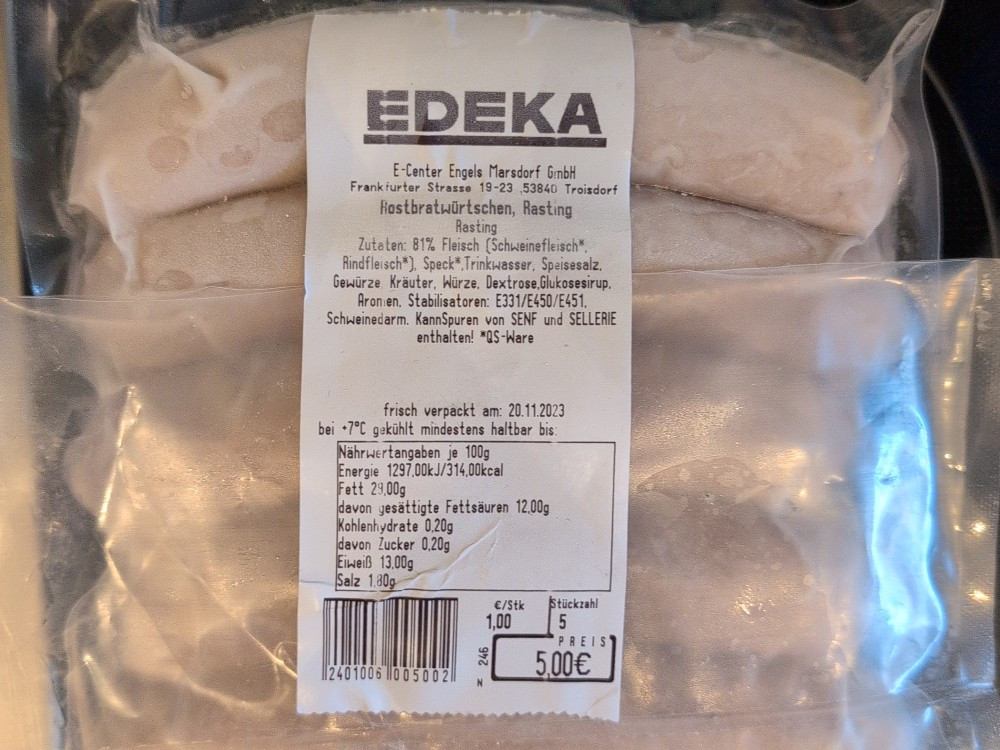 EDEKA
E-Center Engels Marsdorf GmbH
Frankfurter Strasse 19-23 ,53840 Troisdorf
Rostbratwürtschen, Rasting
Rasting
Zutaten: 81% Fleisch (Schweinefleisch*,
Rindfleisch*), Speck*,Trinkwasser, Speisesalz,
Gewürze, Kräuter, Würze, Dextrose,Glukosesirup,
Aromen, Stabilisatoren: E331/E450/E451,
Schweinedarm. KannSpuren von SENF und SELLERIE
enthalten! *QS-Ware
frisch verpackt am: 20.11.2023
bei +7°C gekühlt mindestens haltbar bis:
Nährwertangaben je 100g
Energie 1297,00kJ/314,00kcal
Fett 29,00g
davon gesättigte Fettsäuren 12,00g
Kohlenhydrate 0,20g
davon Zucker 0,20g
Eiweiß 13,00g
Salz 1,80g
€/Stk Stückzahl
1,00 5
PREIS
5,00€
N 246
2401006 005002